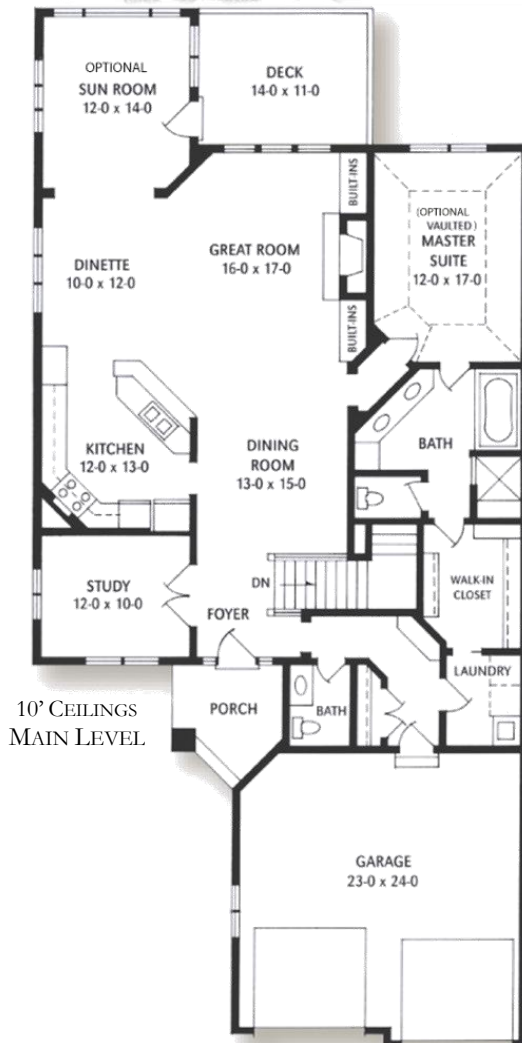 OPTIONAL
SUN ROOM
12-0 x 14-0
DECK
14-0 x 11-0
BUILT-INS
(OPTIONAL
VAULTED)
MASTER
SUITE
12-0 x 17-0
GREAT ROOM
16-0 x 17-0
DINETTE
10-0 x 12-0
BUILT-INS
KITCHEN
12-0 x 13-0
DINING
ROOM
13-0 x 15-0
BATH
STUDY
12-0 x 10-0
DN
WALK-IN
CLOSET
FOYER
LAUNDRY
PORCH
BATH
10' CEILINGS
MAIN LEVEL
GARAGE
23-0 x 24-0